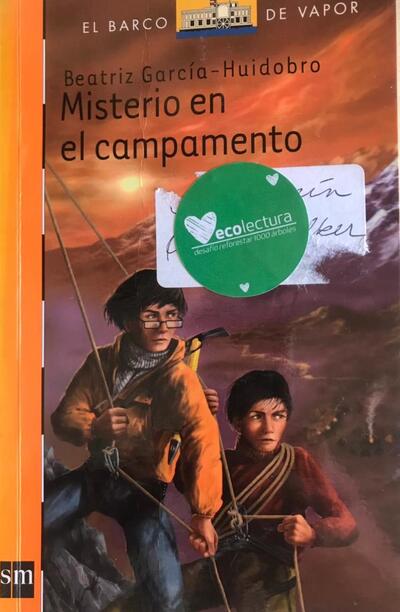 EL BARCO DE VAPOR
Beatriz García-Huidobro
Misterio en
el campamento
ecolectura
desafío reforestar 1000 árboles
sm